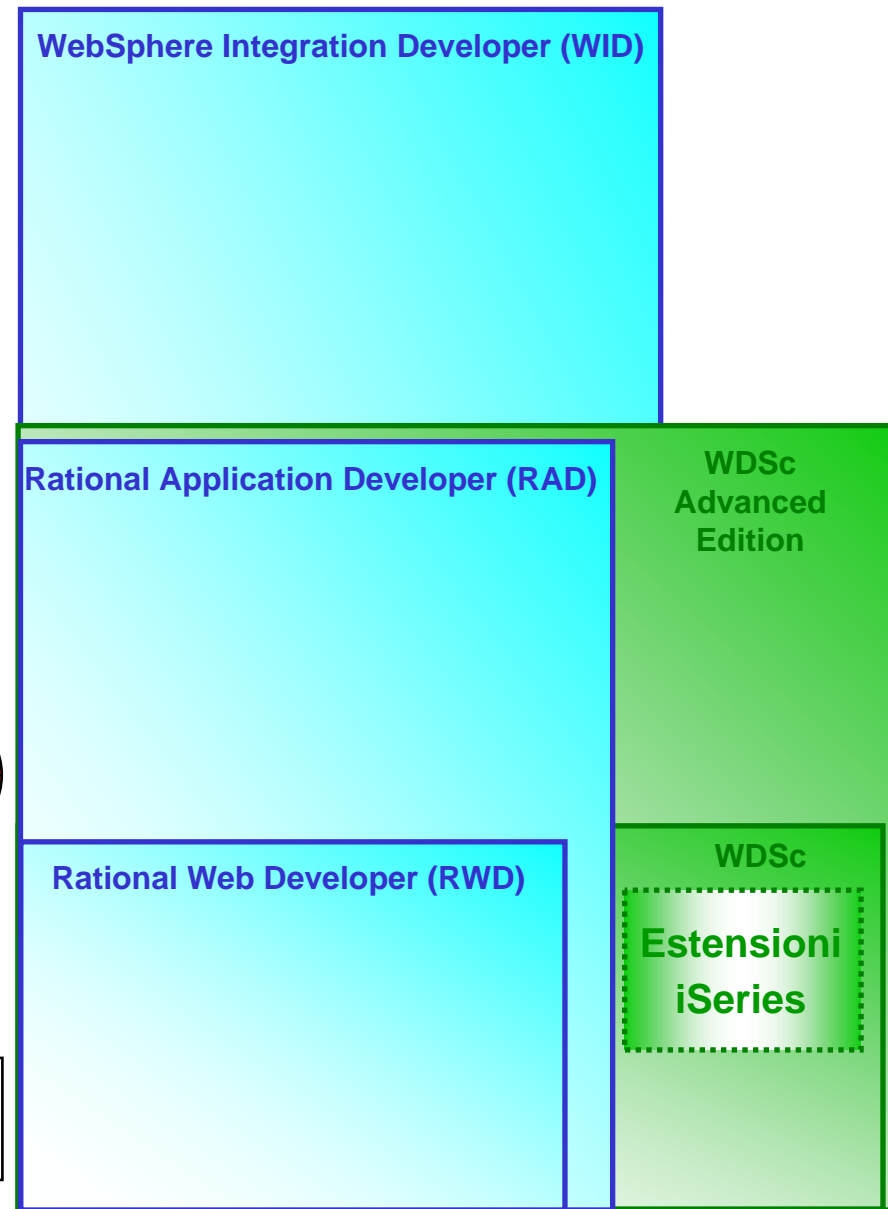 WebSphere Integration Developer (WID)
Rational Application Developer (RAD)
WDSc
Advanced
Edition
Rational Web Developer (RWD)
WDSc
Estensioni
iSeries